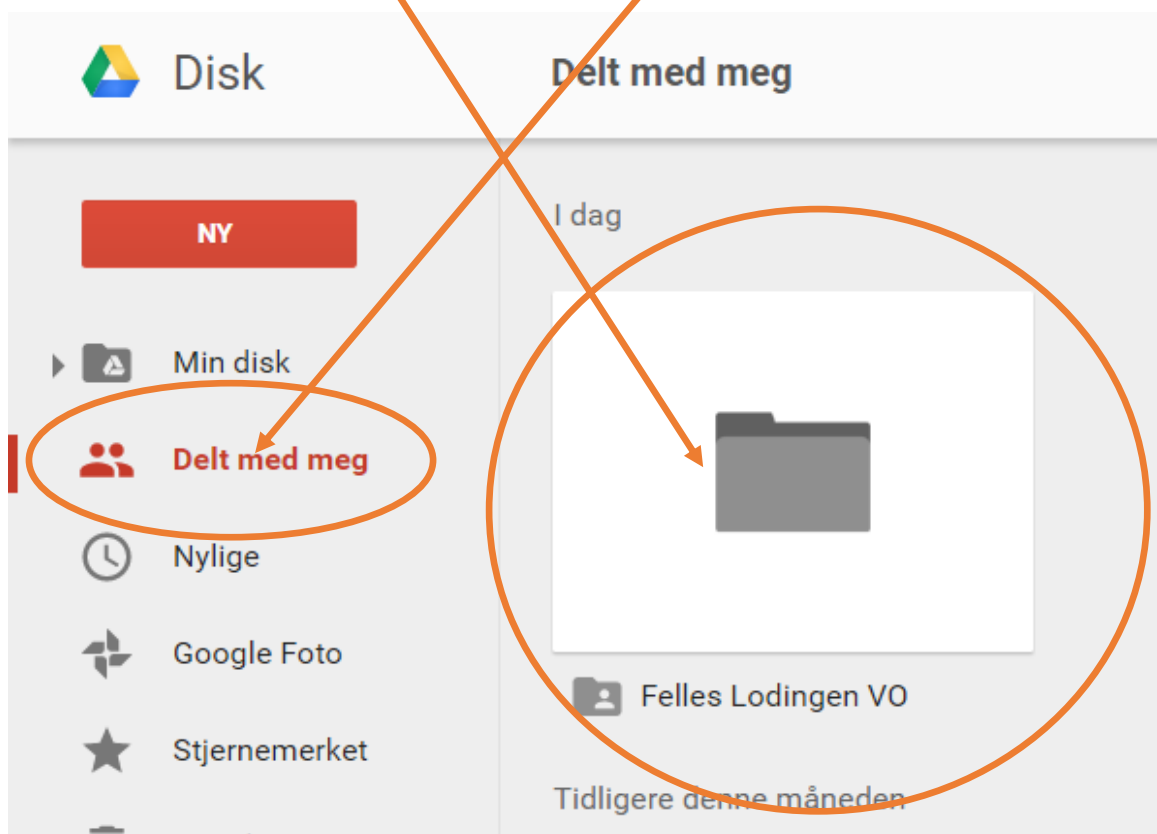 Disk
Delt med meg
NY
Min disk
Delt med meg
Nylige
Google Foto
Stjernemerket
I dag
Felles Lodingen VO
Tidligere denne måneden